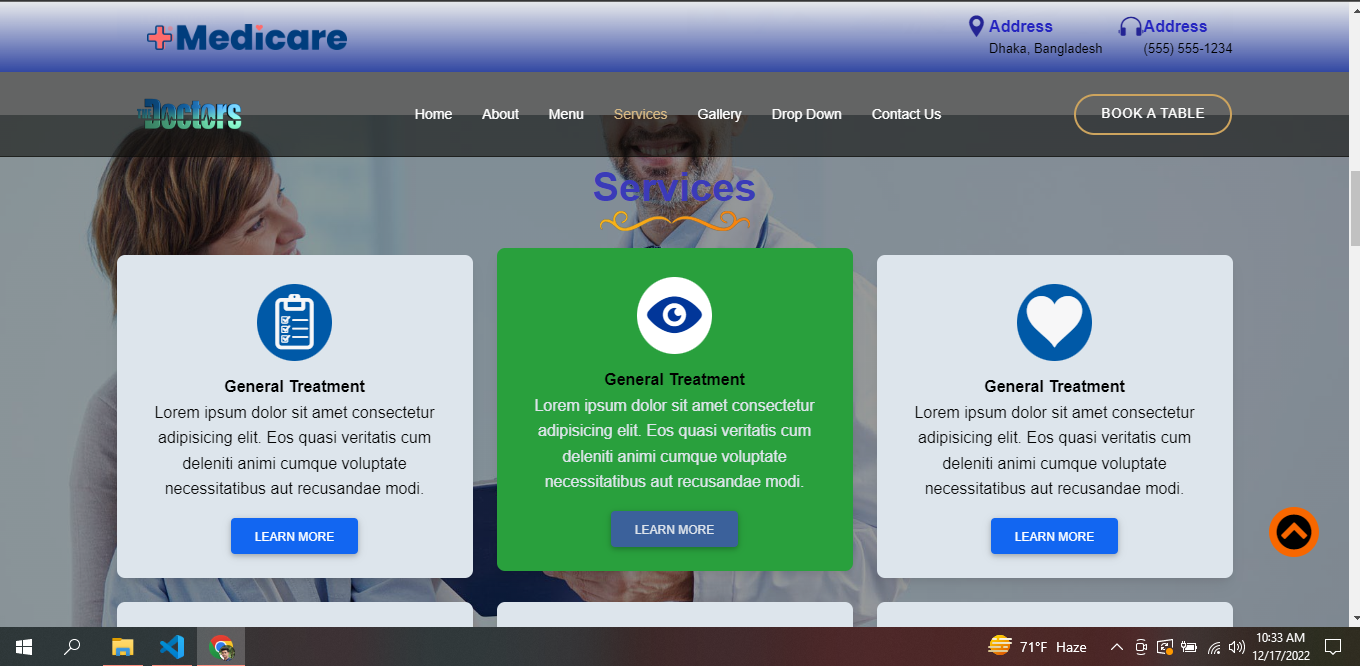 Medicare
Address
Dhaka, Bangladesh
Address
(555) 555-1234
THE Doctors
Home
About
Menu
Services
Gallery
Drop Down
Contact Us
BOOK A TABLE
Services
General Treatment
Lorem ipsum dolor sit amet consectetur
adipisicing elit. Eos quasi veritatis cum
deleniti animi cumque voluptate
necessitatibus aut recusandae modi.
LEARN MORE
General Treatment
Lorem ipsum dolor sit amet consectetur
adipisicing elit. Eos quasi veritatis cum
deleniti animi cumque voluptate
necessitatibus aut recusandae modi.
LEARN MORE
General Treatment
Lorem ipsum dolor sit amet consectetur
adipisicing elit. Eos quasi veritatis cum
deleniti animi cumque voluptate
necessitatibus aut recusandae modi.
LEARN MORE
71°F Haze
10:33 AM
12/17/2022